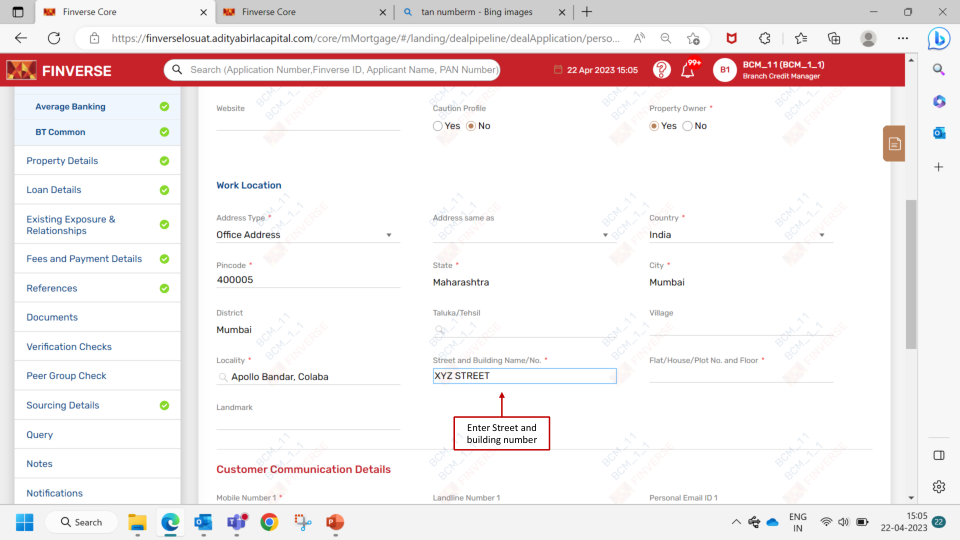 Finverse Core
Finverse Core
tan numberm - Bing images
https://finverselosuat.adityabirlacapital.com/core/mMortgage/#/landing/dealpipeline/dealApplication/perso...
FINVERSE
Search (Application Number,Finverse ID, Applicant Name, PAN Number)
22 Apr 2023 15:05
99+
B1
BCM_1 1 (BCM_1_1)
Branch Credit Manager
Average Banking
BT Common
Property Details
Loan Details
Existing Exposure &
Relationships
Fees and Payment Details
References
Documents
Verification Checks
Peer Group Check
Sourcing Details
Query
Notes
Notifications
Website
Caution Profile
Property Owner *
Yes No
Yes No
Work Location
Address Type *
Address same as
Country *
Office Address
India
Pincode *
State *
City *
400005
Maharashtra
Mumbai
District
Taluka/Tehsil
Village
Mumbai
Locality *
Street and Building Name/No. *
Flat/House/Plot No. and Floor *
Apollo Bandar, Colaba
XYZ STREET
Landmark
Enter Street and
building number
Customer Communication Details
Mobile Number 1 *
Landline Number 1
Personal Email ID 1
Search
ENG
IN
15:05
22-04-2023
22